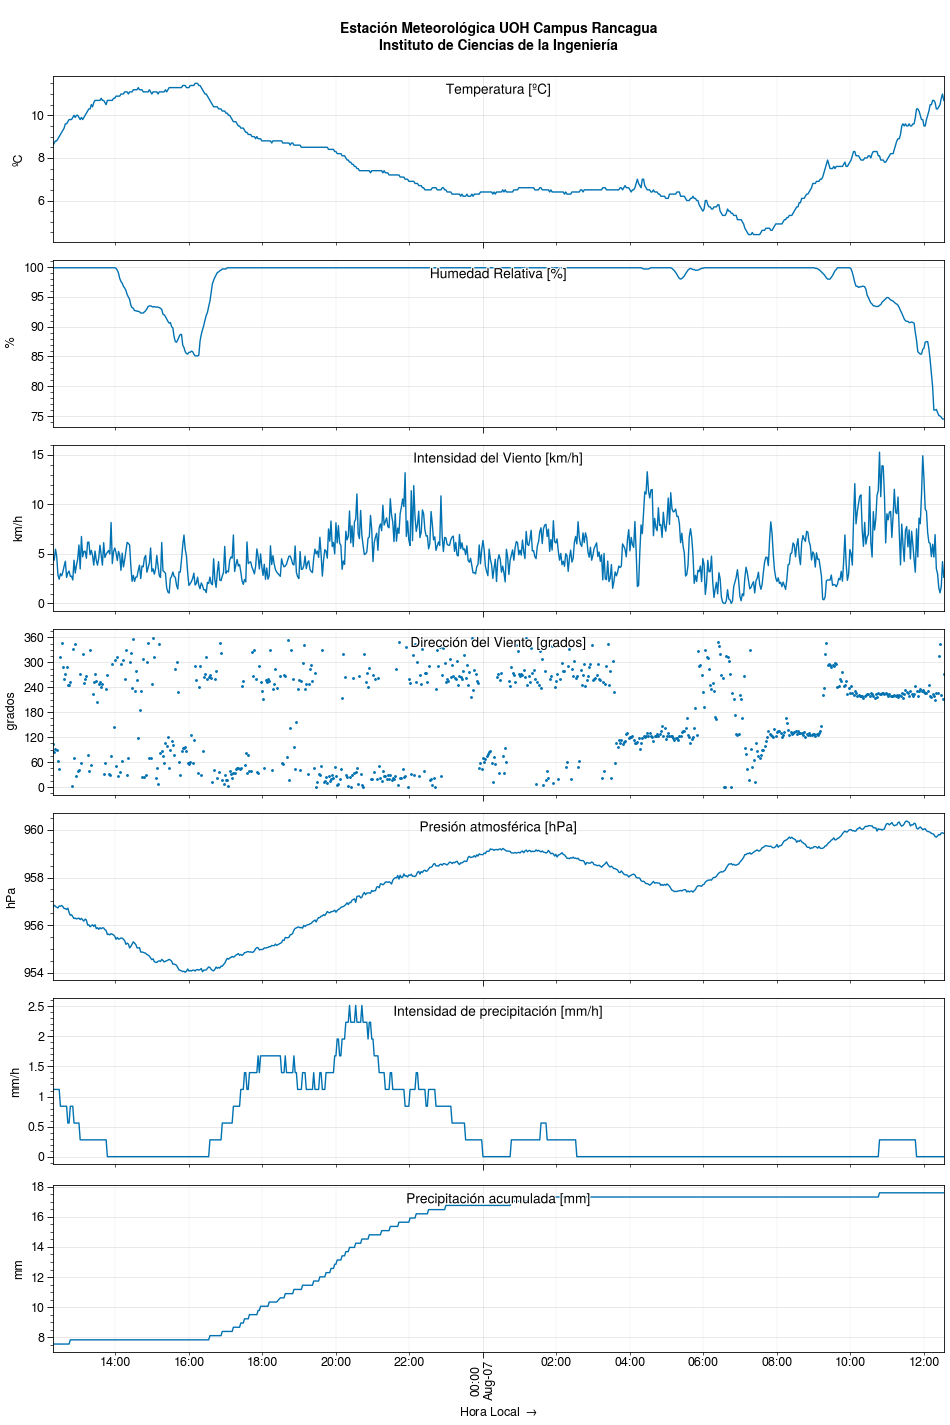 Estación Meteorológica UOH Campus Rancagua
Instituto de Ciencias de la Ingeniería
Temperatura [ºC]
ºC
10
8
6
Humedad Relativa [%]
%
100
95
90
85
80
75
Intensidad del Viento [km/h]
km/h
15
10
5
0
Dirección del Viento [grados]
grados
360
300
240
180
120
60
0
Presión atmosférica [hPa]
hPa
960
958
956
954
Intensidad de precipitación [mm/h]
mm/h
2.5
2
1.5
1
0.5
0
Precipitación acumulada [mm]
mm
18
16
14
12
10
8
14:00 16:00 18:00 20:00 22:00 00:00 02:00 04:00 06:00 08:00 10:00 12:00
Aug-07
Hora Local →